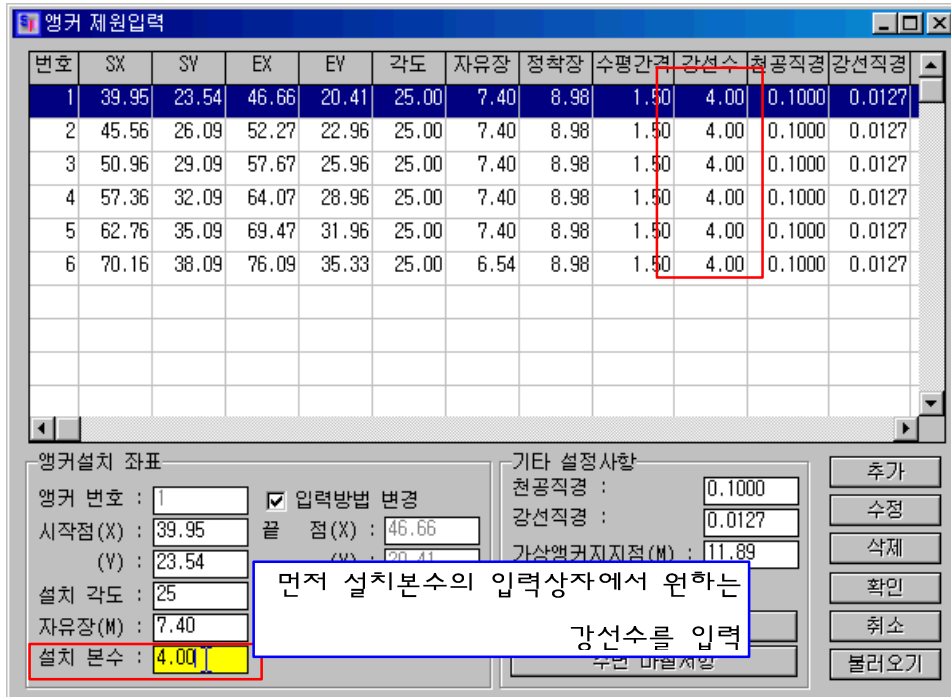 앵커 제원입력
번호 SX SY EX EY 각도 자유장 정착장 수평간격 강선수 천공직경 강선직경
1 39.95 23.54 46.66 20.41 25.00 7.40 8.98 1.50 4.00 0.1000 0.0127
2 45.56 26.09 52.27 22.96 25.00 7.40 8.98 1.50 4.00 0.1000 0.0127
3 50.96 29.09 57.67 25.96 25.00 7.40 8.98 1.50 4.00 0.1000 0.0127
4 57.36 32.09 64.07 28.96 25.00 7.40 8.98 1.50 4.00 0.1000 0.0127
5 62.76 35.09 69.47 31.96 25.00 7.40 8.98 1.50 4.00 0.1000 0.0127
6 70.16 38.09 76.09 35.33 25.00 6.54 8.98 1.50 4.00 0.1000 0.0127
앵커설치 좌표
앵커 번호 : 1 입력방법 변경
시작점(X) : 39.95 끝 점(X) : 46.66
(Y) : 23.54 (Y) : 20.41
설치 각도 : 25
자유장(M) : 7.40
설치 본수 : 4.00
기타 설정사항
천공직경 : 0.1000
강선직경 : 0.0127
가상앵커지지점(M) : 11.89
먼저 설치본수의 입력상자에서 원하는
강선수를 입력
추가
수정
삭제
확인
취소
불러오기